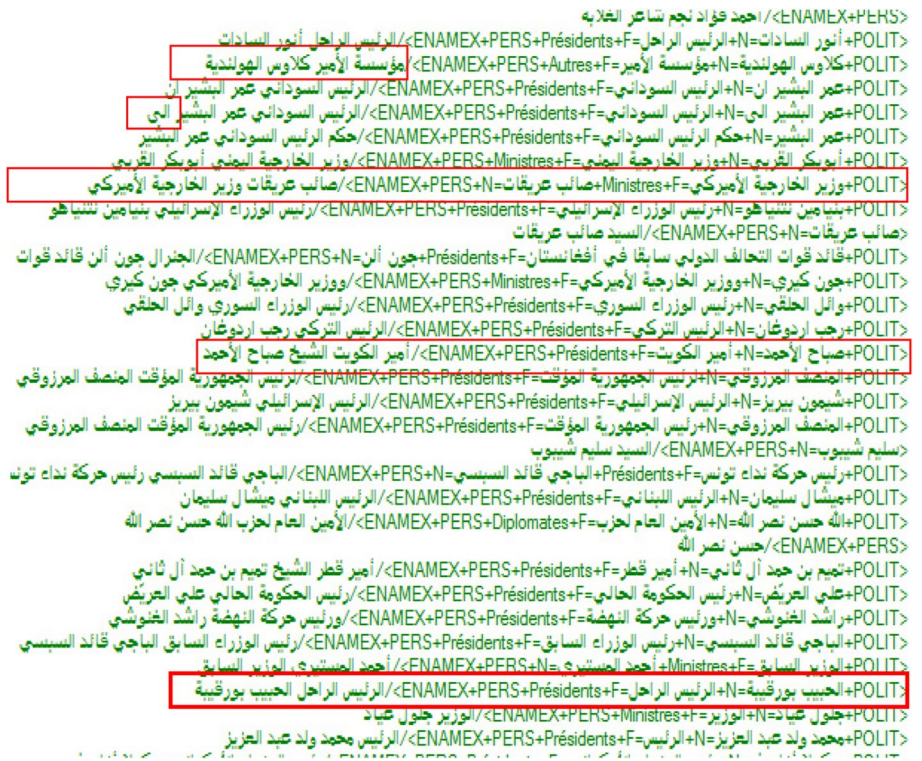 احمد فؤاد نجم شاعر الغلابه/<ENAMEX+PERS>
الرئيس الراحل أنور السادات/<ENAMEX+PERS+Présidents+F=الرئيس الراحل+N=أنور السادات+POLIT>
مؤسسة الأمير كلاوس الهولندية/<ENAMEX+PERS+Autres+F=مؤسسة الأمير+N=كلاوس الهولندية+POLIT>
الرئيس السوداني عمر البشير ان/<ENAMEX+PERS+Présidents+F=الرئيس السوداني+N=عمر البشير ان+POLIT>
الرئيس السوداني عمر البشير الى/<ENAMEX+PERS+Présidents+F=الرئيس السوداني+N=عمر البشير الى+POLIT>
حكم الرئيس السوداني عمر البشير/<ENAMEX+PERS+Présidents+F=حكم الرئيس السوداني+N=عمر البشير+POLIT>
وزير الخارجية اليمني أبوبكر القربي/<ENAMEX+PERS+Ministres+F=وزير الخارجية اليمني+N=أبوبكر القربي+POLIT>
صائب عريقات وزير الخارجية الأميركي/<ENAMEX+PERS+N=صائب عريقات+Ministres+F=وزير الخارجية الأميركي+POLIT>
رئيس الوزراء الإسرائيلي بنيامين نتنياهو/<ENAMEX+PERS+Présidents+F=رئيس الوزراء الإسرائيلي+N=بنيامين نتنياهو+POLIT>
السيد صائب عريقات/<ENAMEX+PERS+N=صائب عريقات>
الجنرال جون ألن قائد قوات/<ENAMEX+PERS+N=جون ألن+Présidents+F=قائد قوات التحالف الدولي سابقا في أفغانستان+POLIT>
ووزير الخارجية الأميركي جون كيري/<ENAMEX+PERS+Ministres+F=ووزير الخارجية الأميركي+N=جون كيري+POLIT>
رئيس الوزراء السوري وائل الحلقي/<ENAMEX+PERS+Présidents+F=رئيس الوزراء السوري+N=وائل الحلقي+POLIT>
الرئيس التركي رجب اردوغان/<ENAMEX+PERS+Présidents+F=الرئيس التركي+N=رجب اردوغان+POLIT>
أمير الكويت الشيخ صباح الأحمد/<ENAMEX+PERS+Présidents+F=أمير الكويت+N=صباح الأحمد+POLIT>
لرئيس الجمهورية المؤقت المنصف المرزوقي/<ENAMEX+PERS+Présidents+F=لرئيس الجمهورية المؤقت+N=المنصف المرزوقي+POLIT>
الرئيس الإسرائيلي شيمون بيريز/<ENAMEX+PERS+Présidents+F=الرئيس الإسرائيلي+N=شيمون بيريز+POLIT>
رئيس الجمهورية المؤقت المنصف المرزوقي/<ENAMEX+PERS+Présidents+F=رئيس الجمهورية المؤقت+N=المنصف المرزوقي+POLIT>
السيد سليم شيبوب/<ENAMEX+PERS+N=سليم شيبوب>
الباجي قائد السبسي رئيس حركة نداء تونس/<ENAMEX+PERS+N=الباجي قائد السبسي+Présidents+F=رئيس حركة نداء تونس+POLIT>
الرئيس اللبناني ميشال سليمان/<ENAMEX+PERS+Présidents+F=الرئيس اللبناني+N=ميشال سليمان+POLIT>
الأمين العام لحزب الله حسن نصر الله/<ENAMEX+PERS+Diplomates+F=الأمين العام لحزب+N=الله حسن نصر الله+POLIT>
حسن نصر الله/<ENAMEX+PERS>
أمير قطر الشيخ تميم بن حمد آل ثاني/<ENAMEX+PERS+Présidents+F=أمير قطر+N=تميم بن حمد آل ثاني+POLIT>
رئيس الحكومة الحالي علي العريّض/<ENAMEX+PERS+Présidents+F=رئيس الحكومة الحالي+N=علي العريّض+POLIT>
ورئيس حركة النهضة راشد الغنوشي/<ENAMEX+PERS+Présidents+F=ورئيس حركة النهضة+N=راشد الغنوشي+POLIT>
رئيس الوزراء السابق الباجي قائد السبسي/<ENAMEX+PERS+Présidents+F=رئيس الوزراء السابق+N=الباجي قائد السبسي+POLIT>
أحمد المستيري الوزير السابق/<ENAMEX+PERS+N=أحمد المستيري+Ministres+F=الوزير السابق+POLIT>
الرئيس الراحل الحبيب بورقيبة/<ENAMEX+PERS+Présidents+F=الرئيس الراحل+N=الحبيب بورقيبة+POLIT>
الوزير جلول عياد/<ENAMEX+PERS+Ministres+F=الوزير+N=جلول عياد+POLIT>
الرئيس محمد ولد عبد العزيز/<ENAMEX+PERS+Présidents+F=الرئيس+N=محمد ولد عبد العزيز+POLIT>